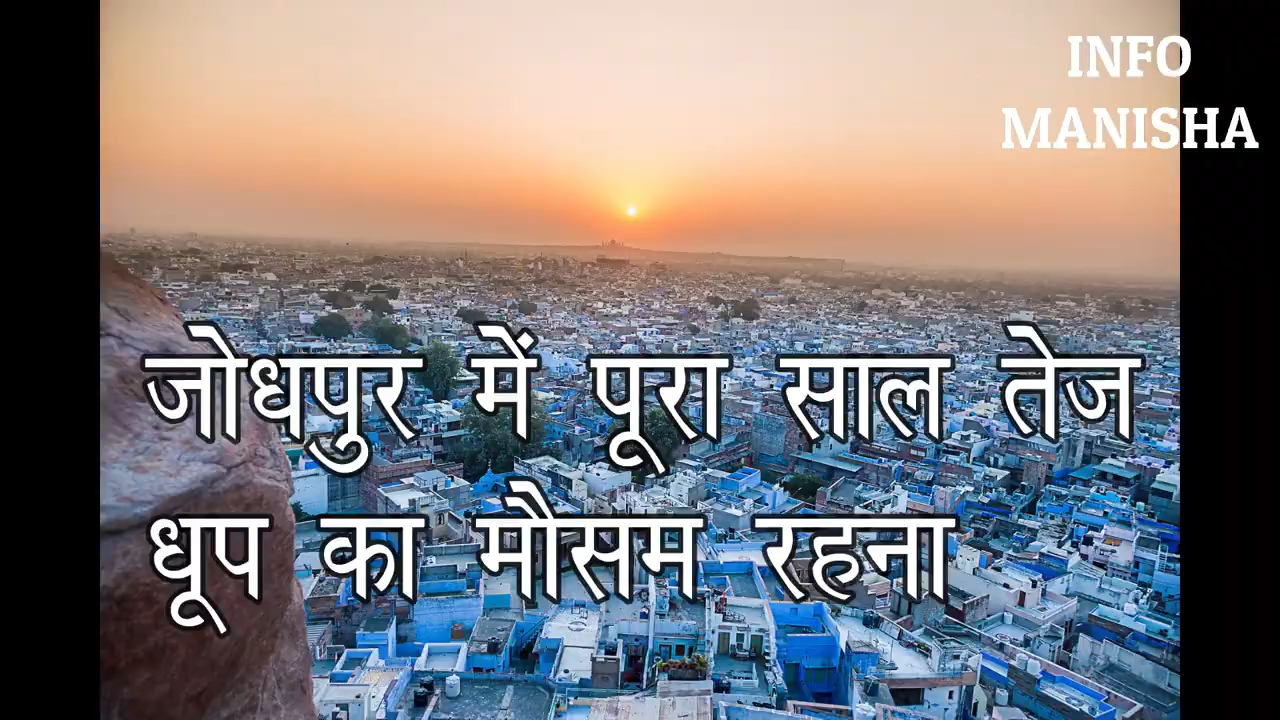 INFO
MANISHA
जोधपुर में पूरा साल तेज
धूप का मौसम रहना